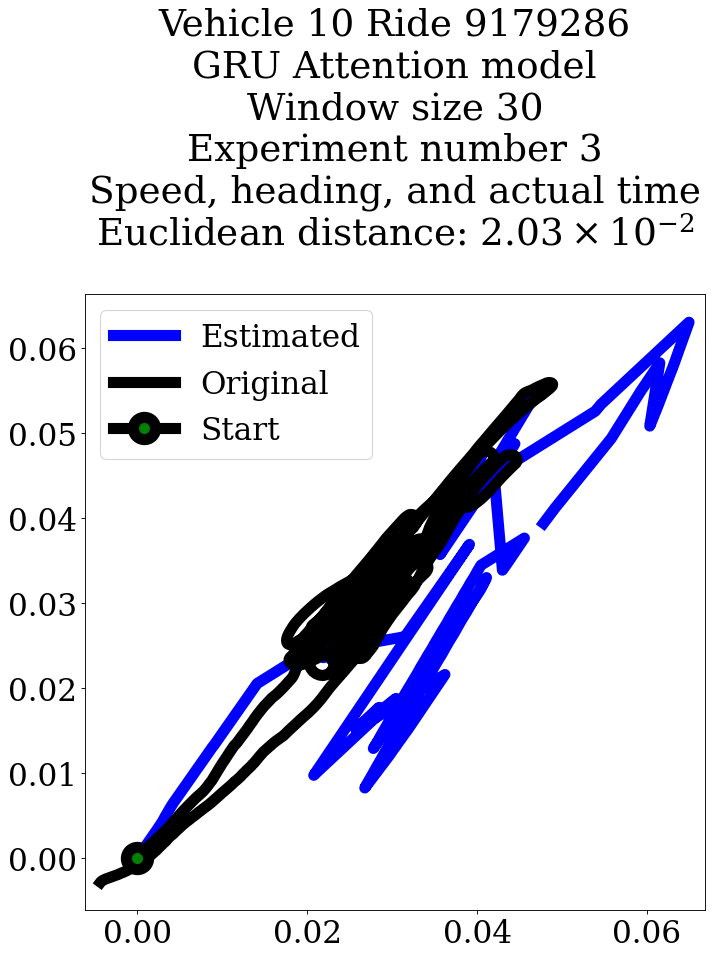 Vehicle 10 Ride 9179286
GRU Attention model
Window size 30
Experiment number 3
Speed, heading, and actual time
Euclidean distance: 2.03 × 10⁻²
Estimated
Original
Start
0.06
0.05
0.04
0.03
0.02
0.01
0.00
0.00 0.02 0.04 0.06